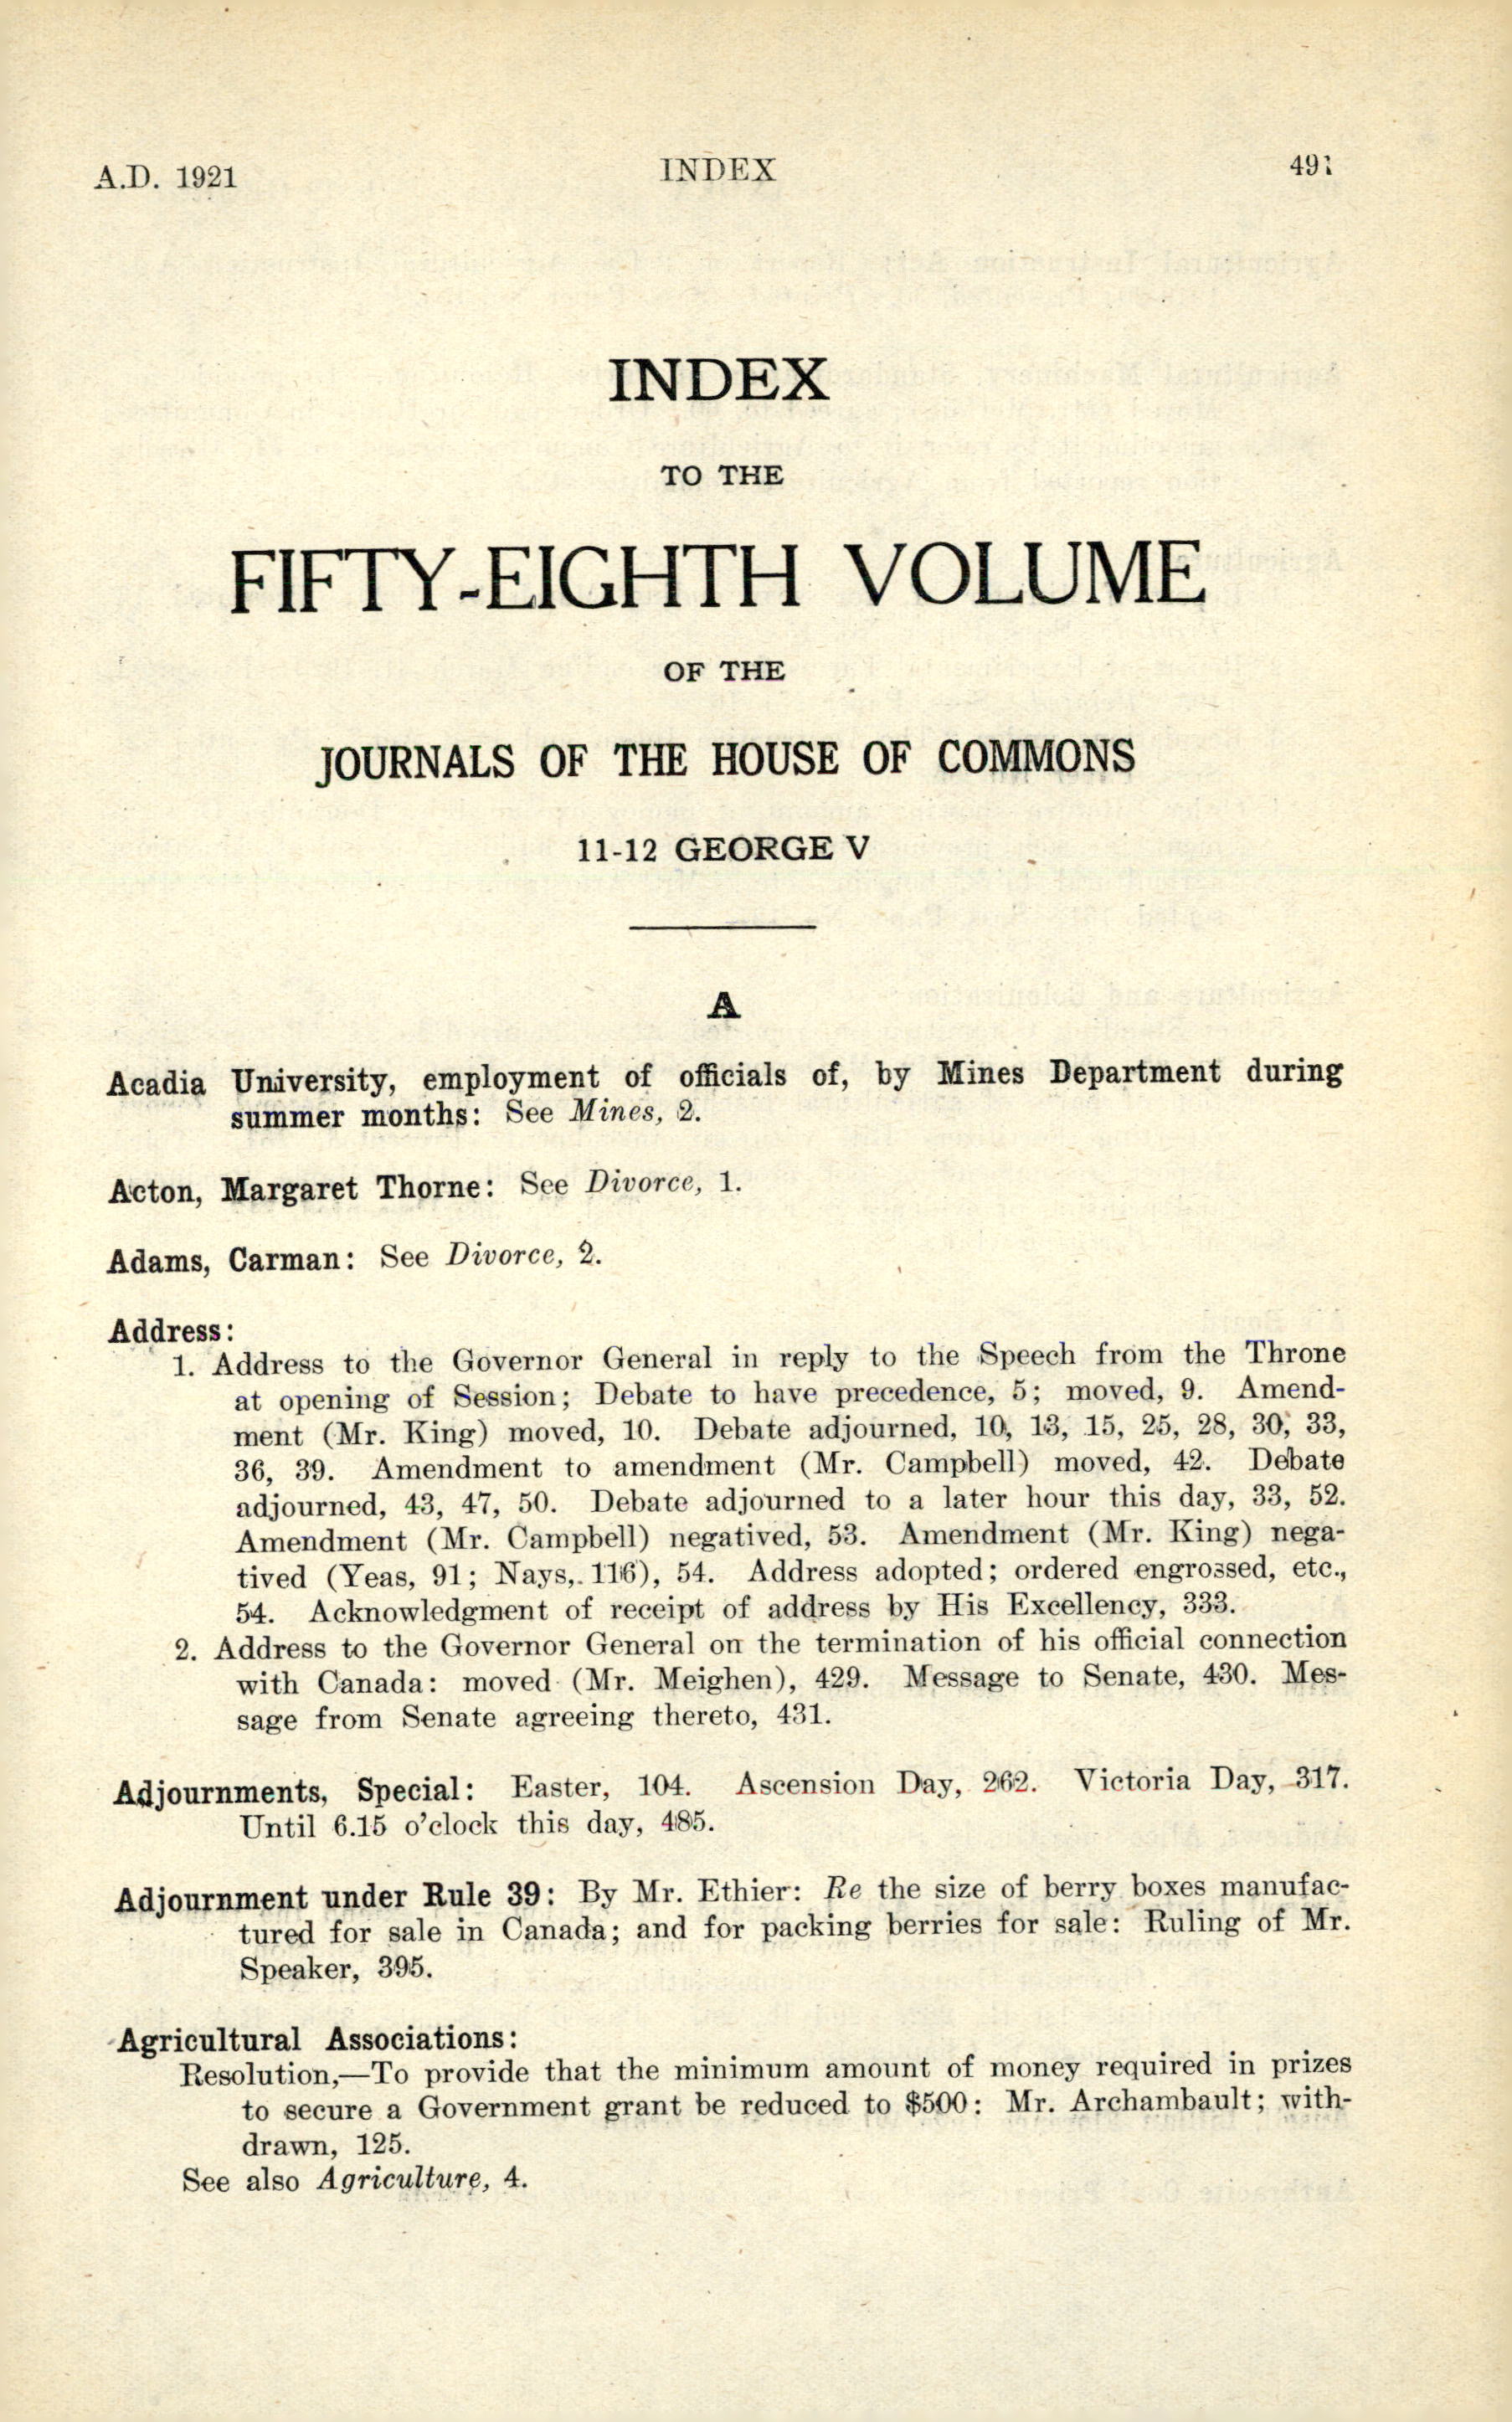 A.D. 1921 INDEX 491
INDEX
TO THE
FIFTY-EIGHTH VOLUME
OF THE
JOURNALS OF THE HOUSE OF COMMONS
11-12 GEORGE V
A
Acadia University, employment of officials of, by Mines Department during
summer months: See Mines, 2.
Acton, Margaret Thorne: See Divorce, 1.
Adams, Carman: See Divorce, 2.
Address:
1. Address to the Governor General in reply to the Speech from the Throne
at opening of Session; Debate to have precedence, 5; moved, 9. Amend-
ment (Mr. King) moved, 10. Debate adjourned, 10, 13, 15, 25, 28, 30, 33,
36, 39. Amendment to amendment (Mr. Campbell) moved, 42. Debate
adjourned, 43, 47, 50. Debate adjourned to a later hour this day, 33, 52.
Amendment (Mr. Campbell) negatived, 53. Amendment (Mr. King) nega-
tived (Yeas, 91; Nays, 116), 54. Address adopted; ordered engrossed, etc.,
54. Acknowledgment of receipt of address by His Excellency, 333.
2. Address to the Governor General on the termination of his official connection
with Canada: moved (Mr. Meighen), 429. Message to Senate, 430. Mes-
sage from Senate agreeing thereto, 431.
Adjournments, Special: Easter, 104. Ascension Day, 262. Victoria Day, 317.
Until 6.15 o'clock this day, 485.
Adjournment under Rule 39: By Mr. Ethier: Re the size of berry boxes manufac-
tured for sale in Canada; and for packing berries for sale: Ruling of Mr.
Speaker, 395.
Agricultural Associations:
Resolution,—To provide that the minimum amount of money required in prizes
to secure a Government grant be reduced to $500: Mr. Archambault; with-
drawn, 125.
See also Agriculture, 4.